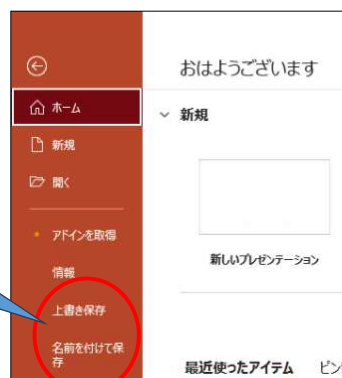 おはようございます
ホーム
新規
開く
アドインを取得
情報
上書き保存
名前を付けて保
存
新規
新しいプレゼンテーション
最近使ったアイテム
ピン